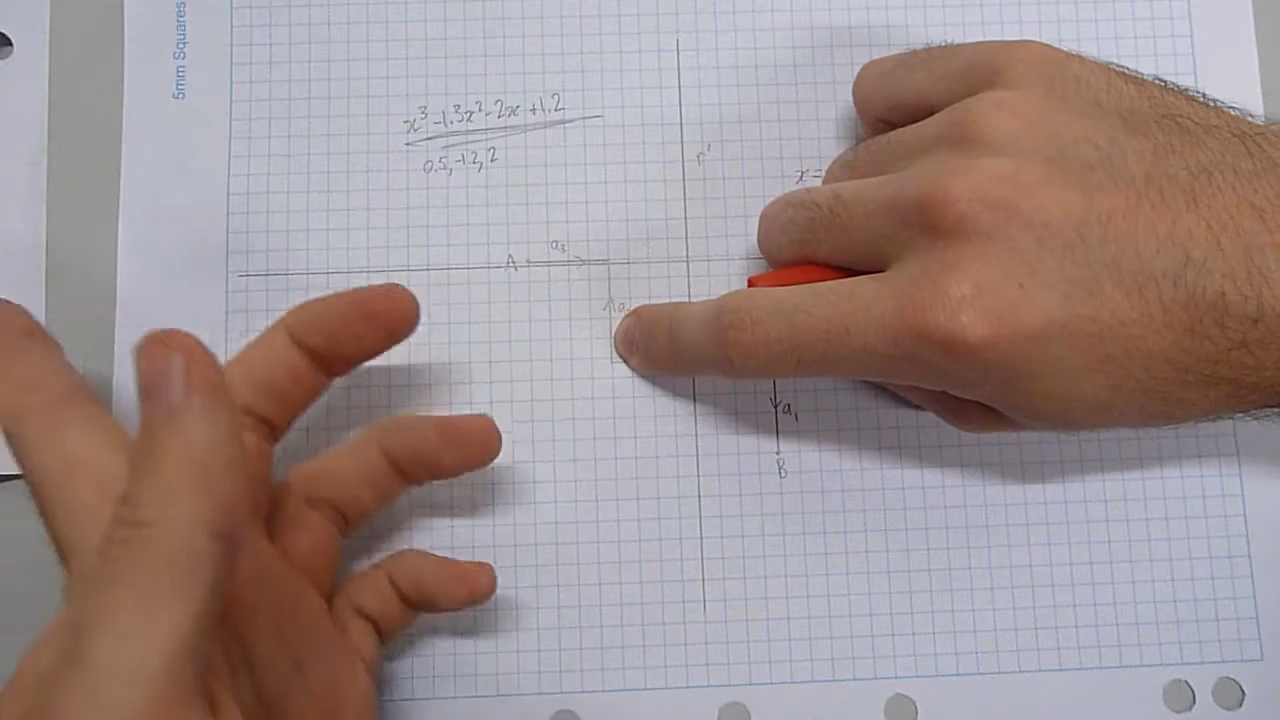 5mm Squares
x³ -1.3x² -2x +1.2
0.5, -1.2, 2
r'
x=
A
a₃
a₁
B